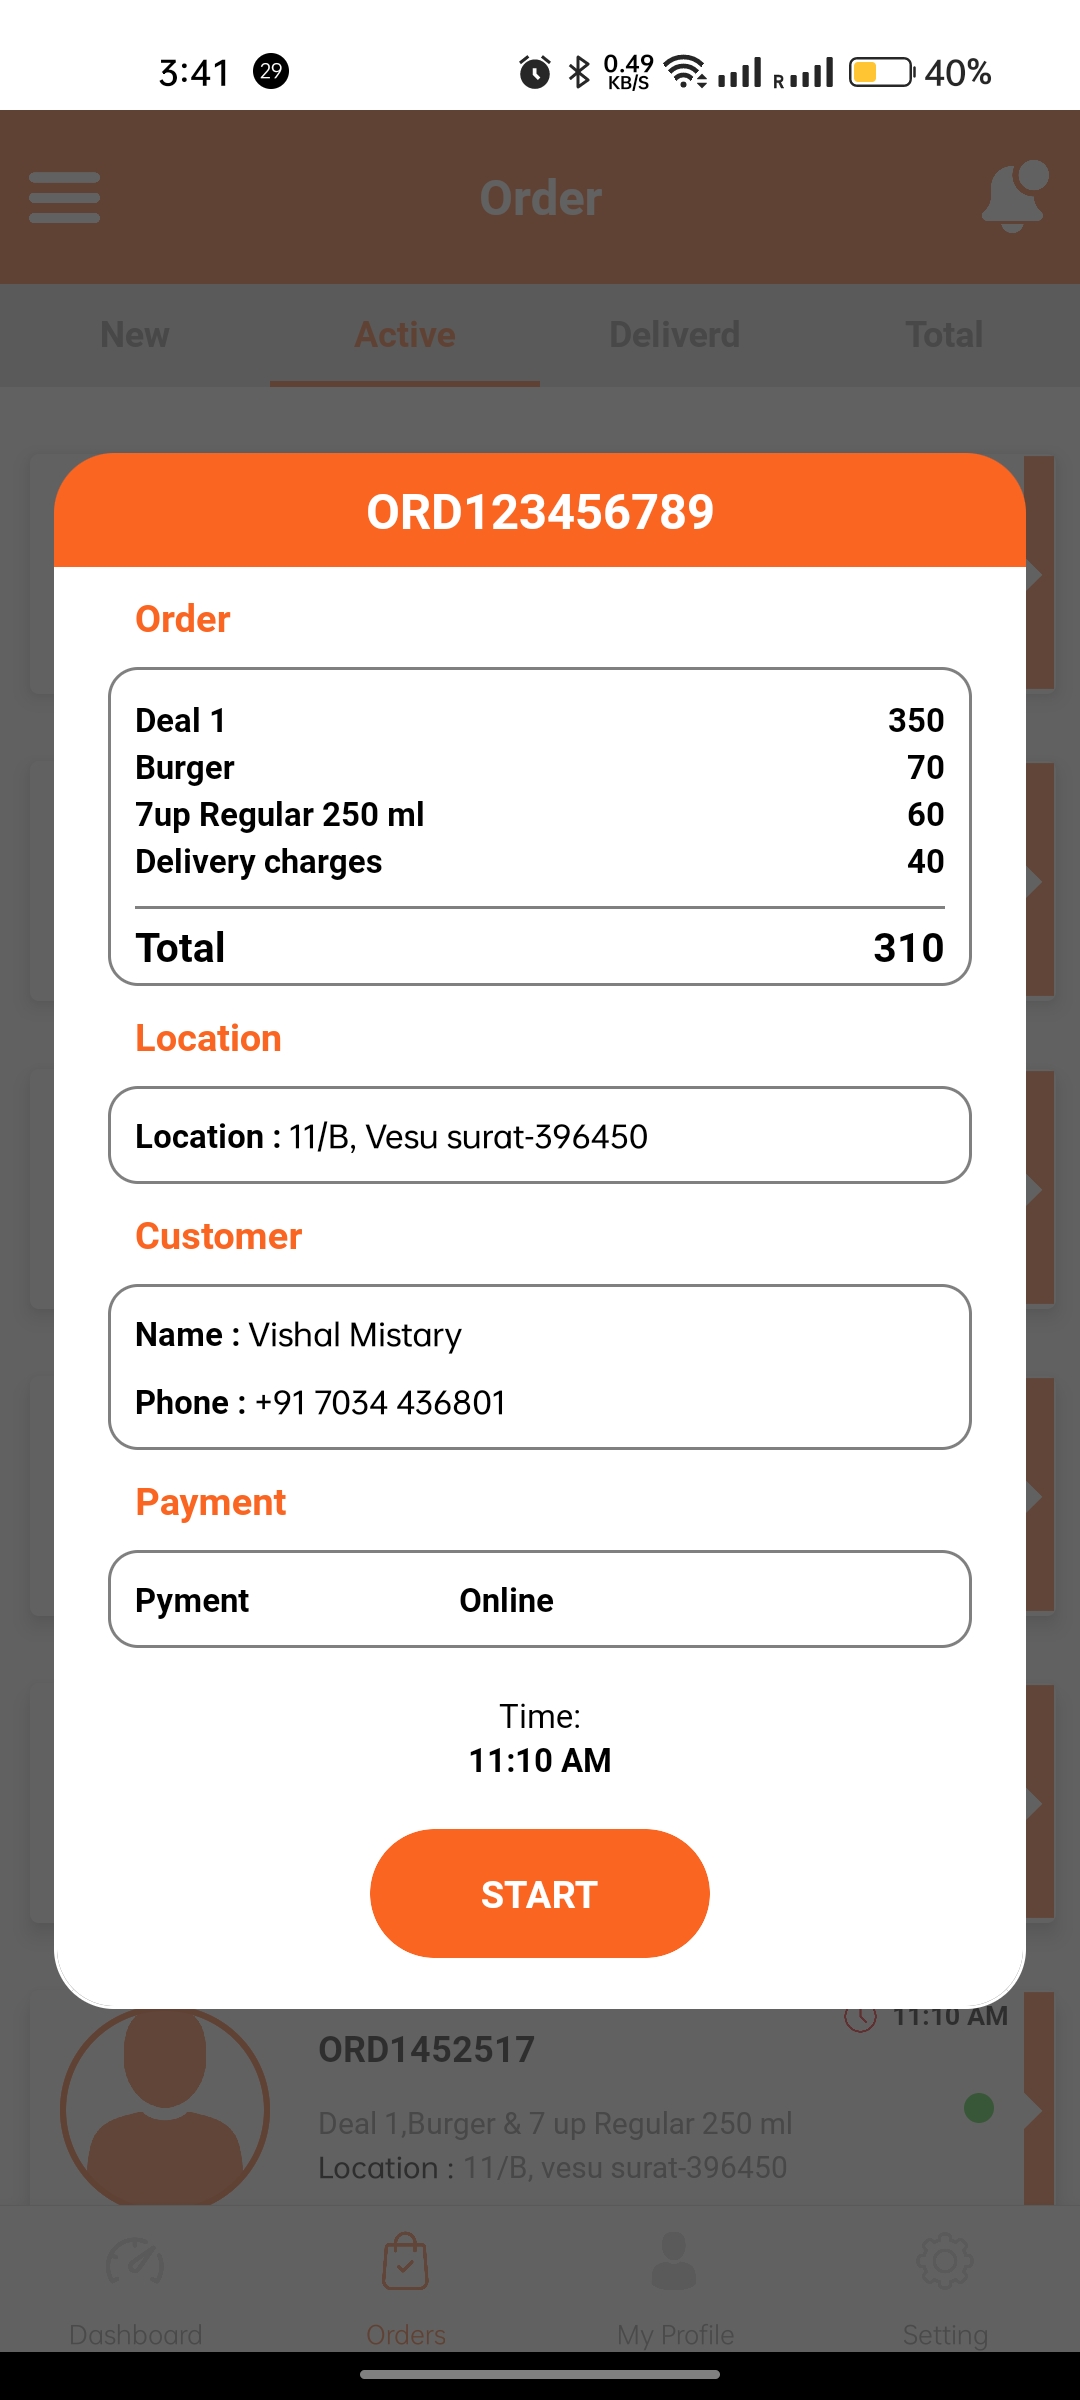 3:41 29 0.49 KB/S R 40%
Order
New Active Deliverd Total
ORD123456789
Order
Deal 1 350
Burger 70
7up Regular 250 ml 60
Delivery charges 40
Total 310
Location
Location : 11/B, Vesu surat-396450
Customer
Name : Vishal Mistary
Phone : +91 7034 436801
Payment
Pyment Online
Time:
11:10 AM
START
11:10 AM
ORD1452517
Deal 1,Burger & 7 up Regular 250 ml
Location : 11/B, vesu surat-396450
Dashboard Orders My Profile Setting